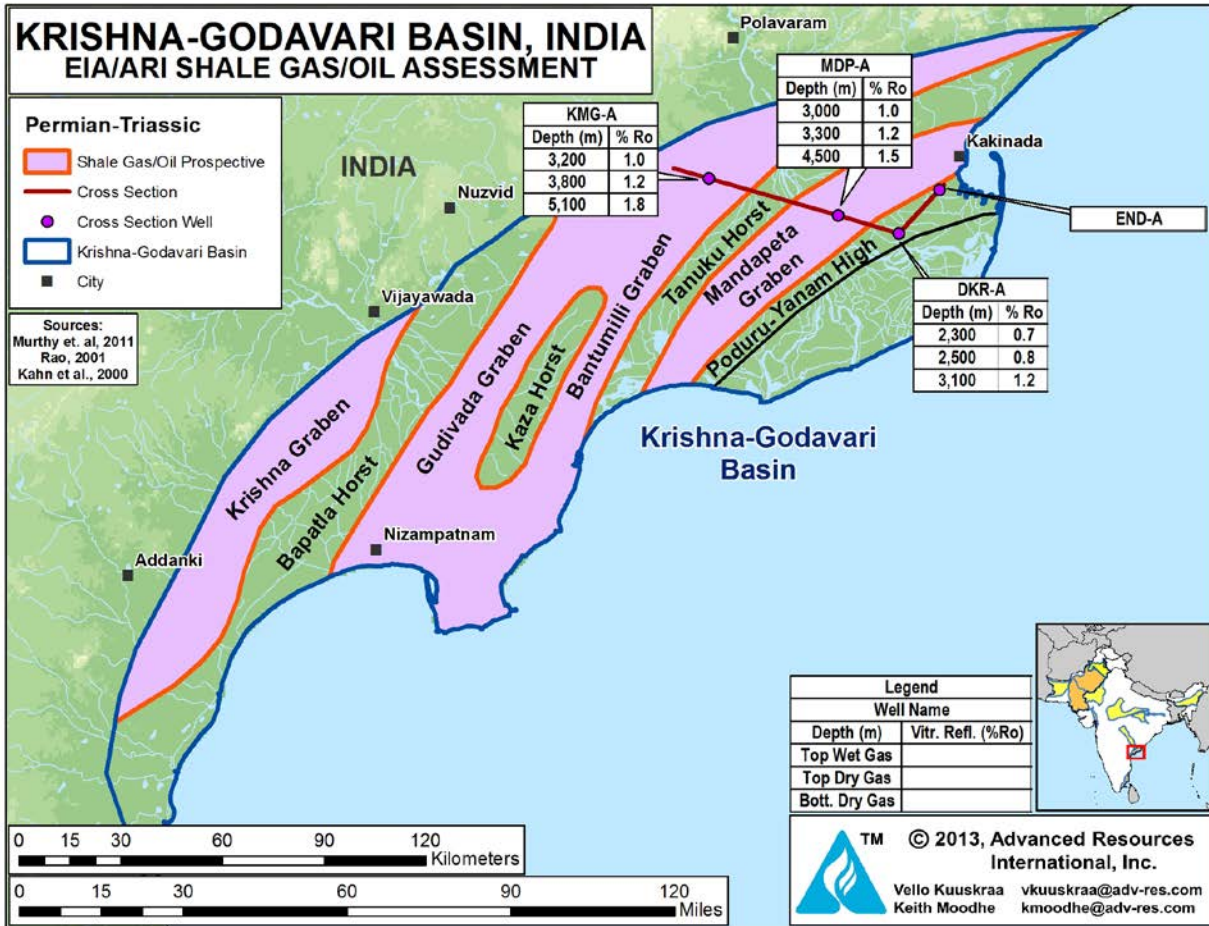 KRISHNA-GODAVARI BASIN, INDIA
EIA/ARI SHALE GAS/OIL ASSESSMENT
Permian-Triassic
Shale Gas/Oil Prospective
Cross Section
Cross Section Well
Krishna-Godavari Basin
City
Sources:
Murthy et. al, 2011
Rao, 2001
Kahn et al., 2000
Polavaram
MDP-A
Depth (m) % Ro
3,000 1.0
3,300 1.2
4,500 1.5
KMG-A
Depth (m) % Ro
3,200 1.0
3,800 1.2
5,100 1.8
INDIA
Nuzvid
Kakinada
END-A
DKR-A
Depth (m) % Ro
2,300 0.7
2,500 0.8
3,100 1.2
Vijayawada
Tanuku Horst
Mandapeta
Graben
Poduru-Yanam High
Bantumilli Graben
Kaza Horst
Gudivada Graben
Krishna Graben
Bapatla Horst
Krishna-Godavari
Basin
Nizampatnam
Addanki
Legend
Well Name
Depth (m) Vitr. Refl. (%Ro)
Top Wet Gas
Top Dry Gas
Bott. Dry Gas
0 15 30 60 90 120
Kilometers
0 15 30 60 90 120
Miles
TM
© 2013, Advanced Resources
International, Inc.
Vello Kuuskraa vkuuskraa@adv-res.com
Keith Moodhe kmoodhe@adv-res.com